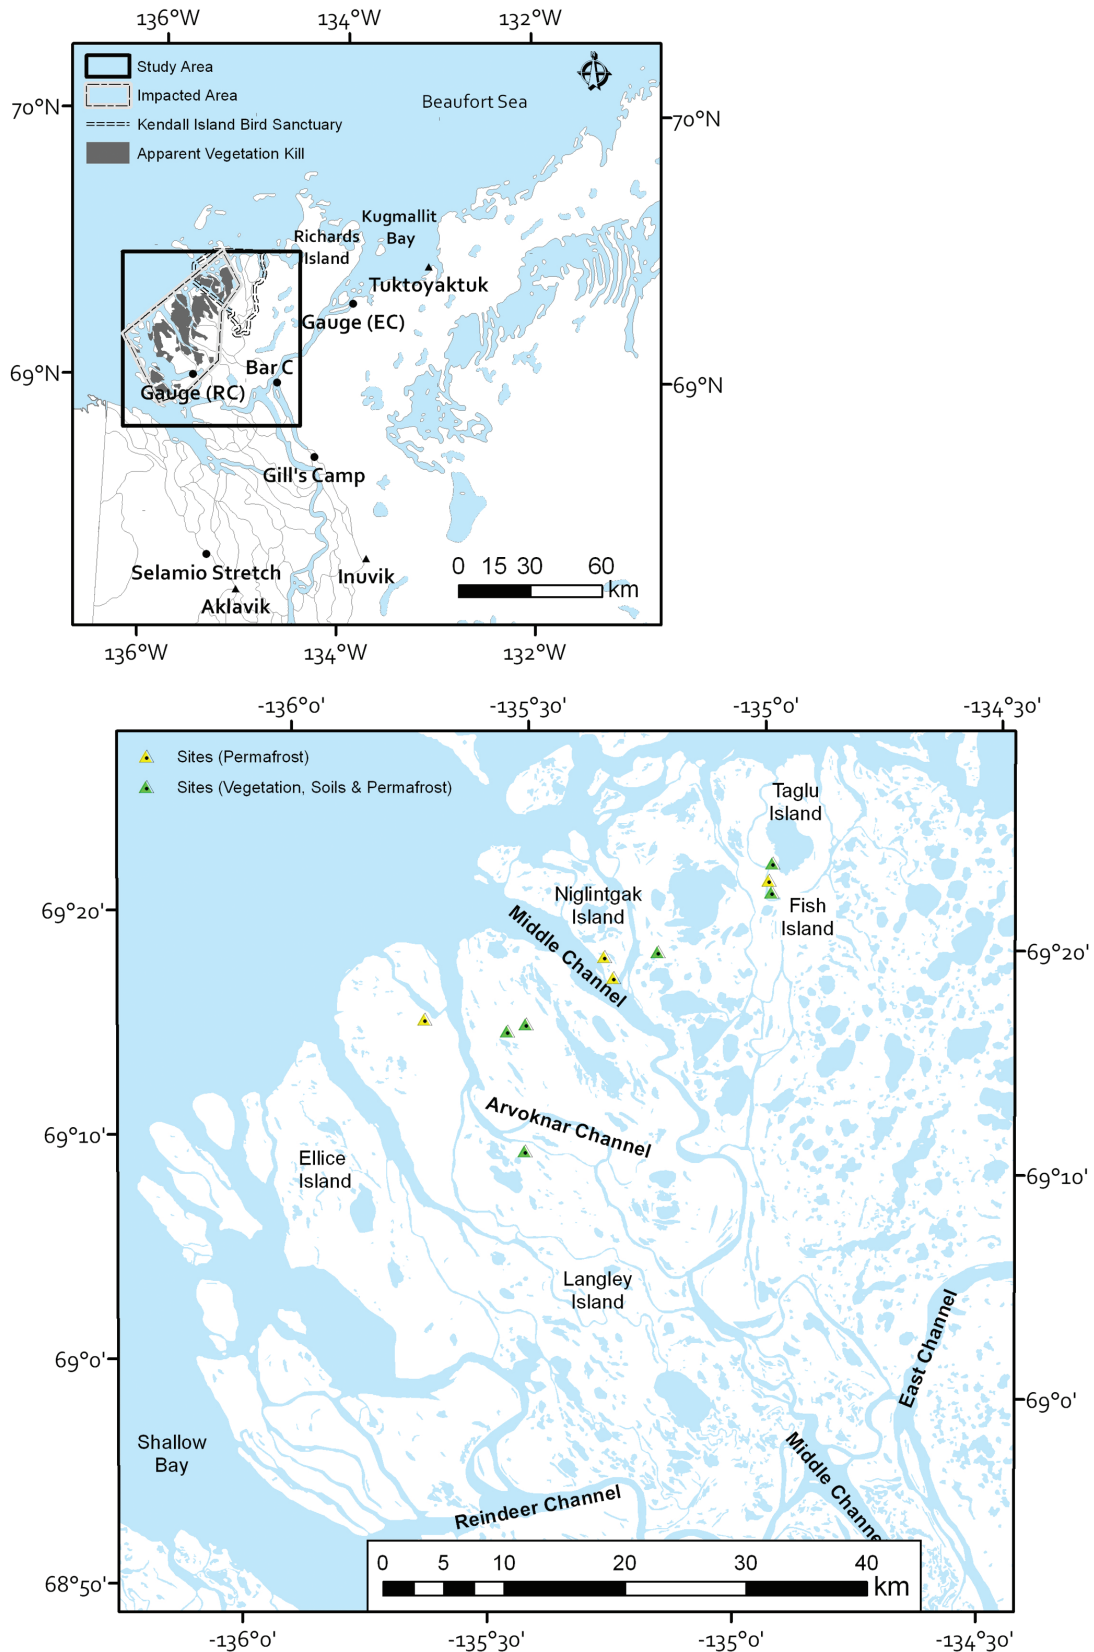 136°W 134°W 132°W
Study Area
Impacted Area
Kendall Island Bird Sanctuary
Apparent Vegetation Kill
Beaufort Sea
70°N
70°N
Kugmallit
Bay
Richards
Island
Tuktoyaktuk
Gauge (EC)
69°N
69°N
Bar C
Gauge (RC)
Gill's Camp
Selamio Stretch
Inuvik
Aklavik
0 15 30 60
km
136°W 134°W 132°W
-136°0' -135°30' -135°0' -134°30'
Sites (Permafrost)
Sites (Vegetation, Soils & Permafrost)
Taglu
Island
Niglintgak
Island
Fish
Island
69°20'
69°20'
Middle Channel
Arvoknar Channel
69°10'
69°10'
Ellice
Island
Langley
Island
69°0'
69°0'
East Channel
Shallow
Bay
Middle Channe
Reindeer Channel
68°50'
0 5 10 20 30 40
km
-136°0' -135°30' -135°0' -134°30'